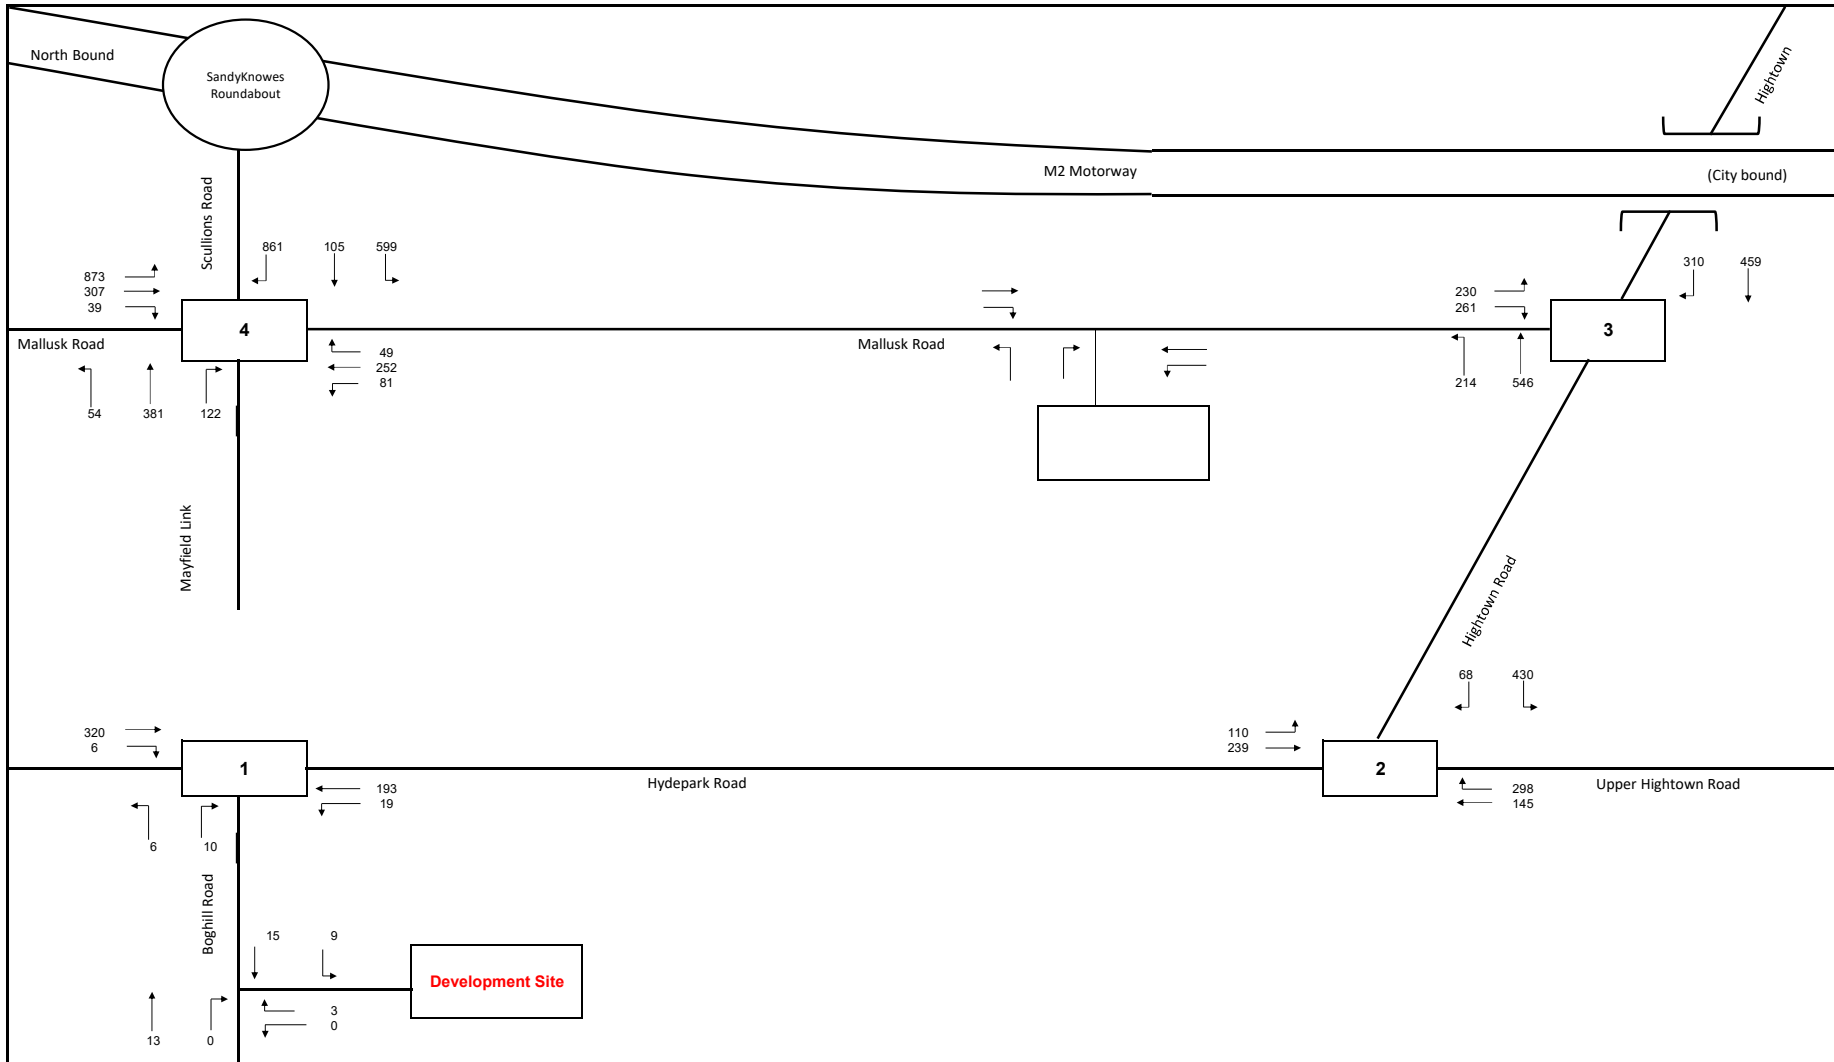 North Bound
SandyKnowes
Roundabout
Hightown
M2 Motorway
(City bound)
Scullions Road
861
105
599
873
307
39
4
Mallusk Road
49
252
81
54
381
122
Mallusk Road
230
261
310
459
3
214
546
Mayfield Link
Hightown Road
68
430
320
6
1
193
19
Hydepark Road
110
239
2
298
145
Upper Hightown Road
6
10
Boghill Road
15
9
Development Site
3
0
13
0